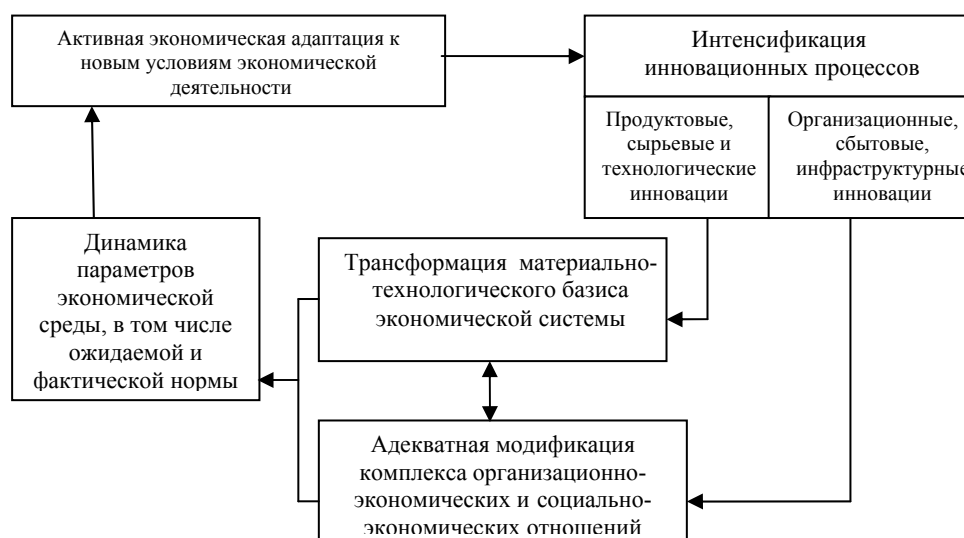 Активная экономическая адаптация к
новым условиям экономической
деятельности
Интенсификация
инновационных процессов
Продуктовые,
сырьевые и
технологические
инновации
Организационные,
сбытовые,
инфраструктурные
инновации
Динамика
параметров
экономической
среды, в том числе
ожидаемой и
фактической нормы
Трансформация материально-
технологического базиса
экономической системы
Адекватная модификация
комплекса организационно-
экономических и социально-
экономических отношений